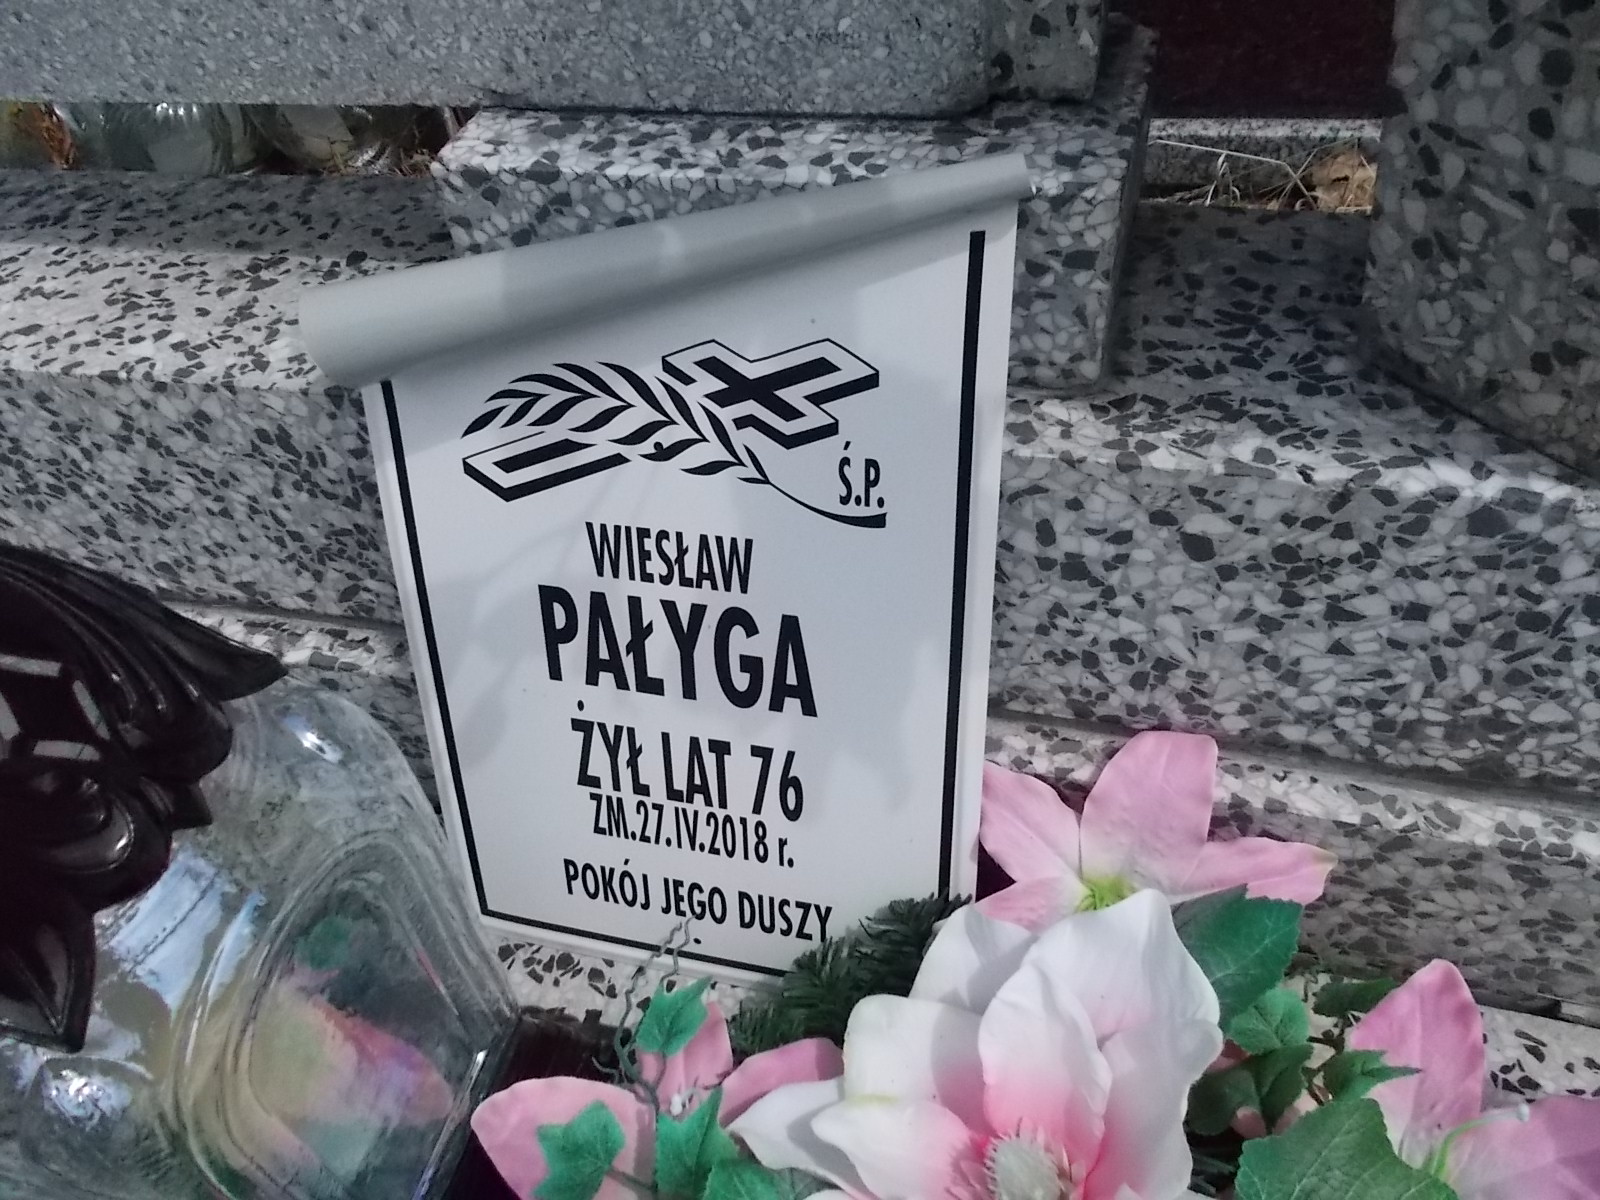 Ś.P.
WIESŁAW
PAŁYGA
ŻYŁ LAT 76
ZM.27.IV.2018 r.
POKÓJ JEGO DUSZY